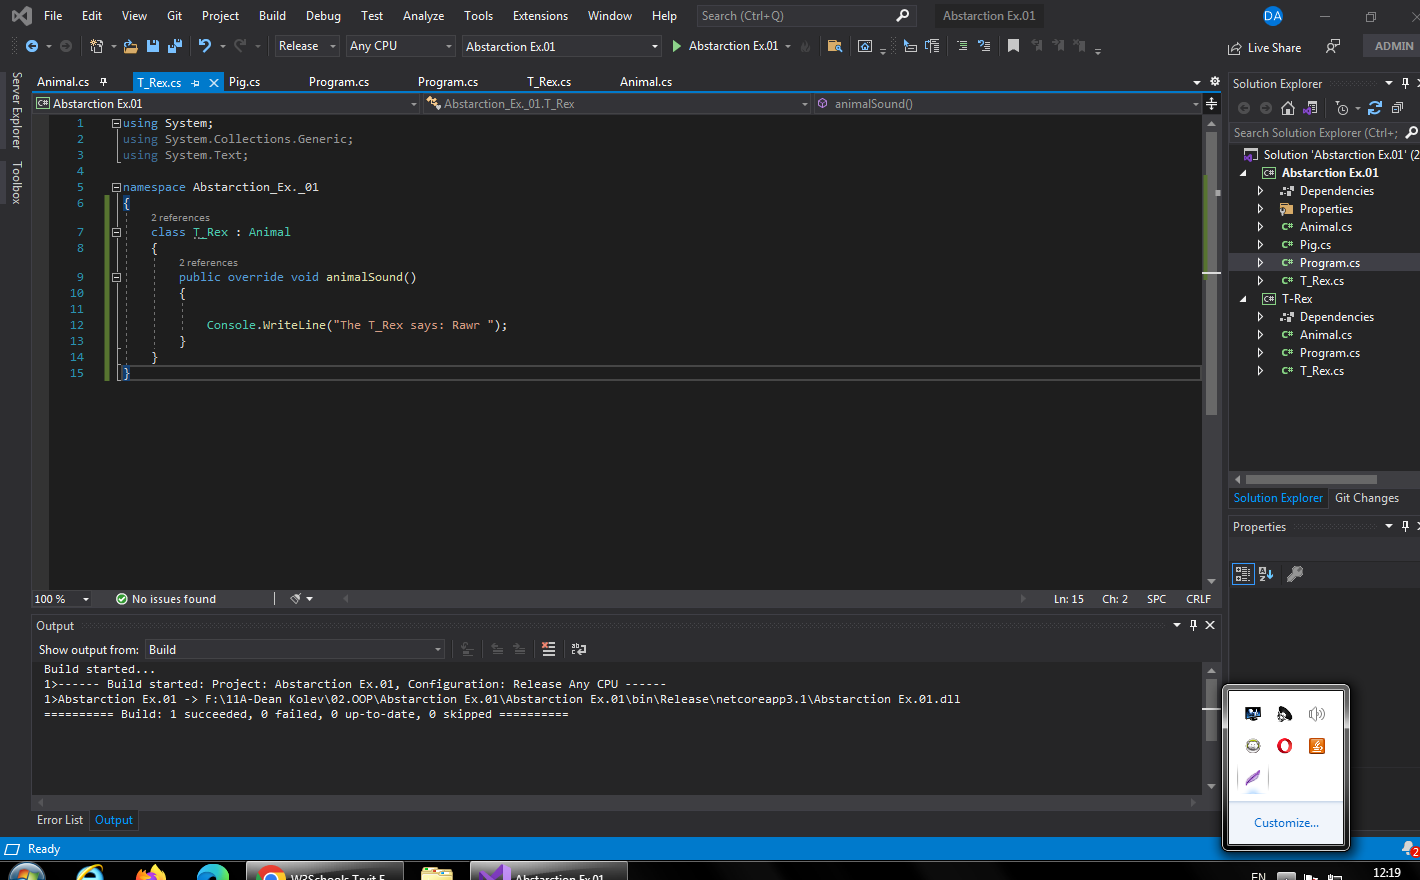 File Edit View Git Project Build Debug Test Analyze Tools Extensions Window Help Search (Ctrl+Q) Abstarction Ex.01 DA
Release Any CPU Abstarction Ex.01 Abstarction Ex.01 Live Share ADMIN
Server Explorer
Toolbox
Animal.cs T_Rex.cs Pig.cs Program.cs Program.cs T_Rex.cs Animal.cs
C# Abstarction Ex.01 Abstarction_Ex._01.T_Rex animalSound()
1 using System;
2 using System.Collections.Generic;
3 using System.Text;
4
5 namespace Abstarction_Ex._01
6 {
2 references
7 class T_Rex : Animal
8 {
2 references
9 public override void animalSound()
10 {
11
12 Console.WriteLine("The T_Rex says: Rawr ");
13 }
14 }
15 }
100 % No issues found Ln: 15 Ch: 2 SPC CRLF
Output
Show output from: Build
Build started...
1>------ Build started: Project: Abstarction Ex.01, Configuration: Release Any CPU ------
1>Abstarction Ex.01 -> F:\11A-Dean Kolev\02.OOP\Abstarction Ex.01\Abstarction Ex.01\bin\Release\netcoreapp3.1\Abstarction Ex.01.dll
========== Build: 1 succeeded, 0 failed, 0 up-to-date, 0 skipped ==========
Error List Output
Solution Explorer
Search Solution Explorer (Ctrl+;
Solution 'Abstarction Ex.01' (2
C# Abstarction Ex.01
Dependencies
Properties
C# Animal.cs
C# Pig.cs
C# Program.cs
C# T_Rex.cs
C# T-Rex
Dependencies
C# Animal.cs
C# Program.cs
C# T_Rex.cs
Solution Explorer Git Changes
Properties
Customize...
Ready 2
W3Schools Tryit E Abstarction Ex.01 EN 12:19